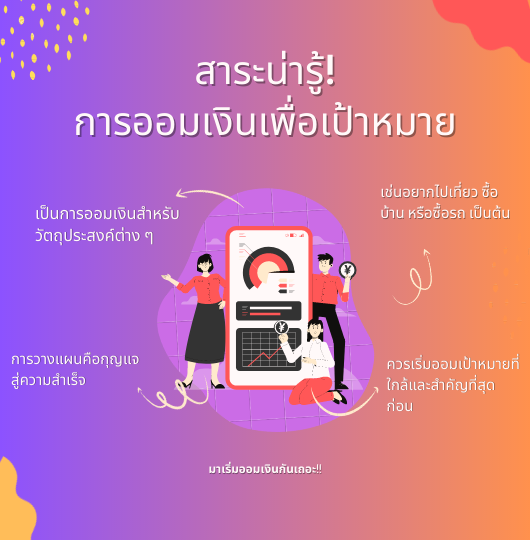 สาระน่ารู้!
การออมเงินเพื่อเป้าหมาย
เป็นการออมเงินสำหรับ
วัตถุประสงค์ต่าง ๆ
เช่นอยากไปเที่ยว ซื้อ
บ้าน หรือซื้อรถ เป็นต้น
การวางแผนคือกุญแจ
สู่ความสำเร็จ
ควรเริ่มออมเป้าหมายที่
ใกล้และสำคัญที่สุด
ก่อน
¥
¥
มาเริ่มออมเงินกันเถอะ!!